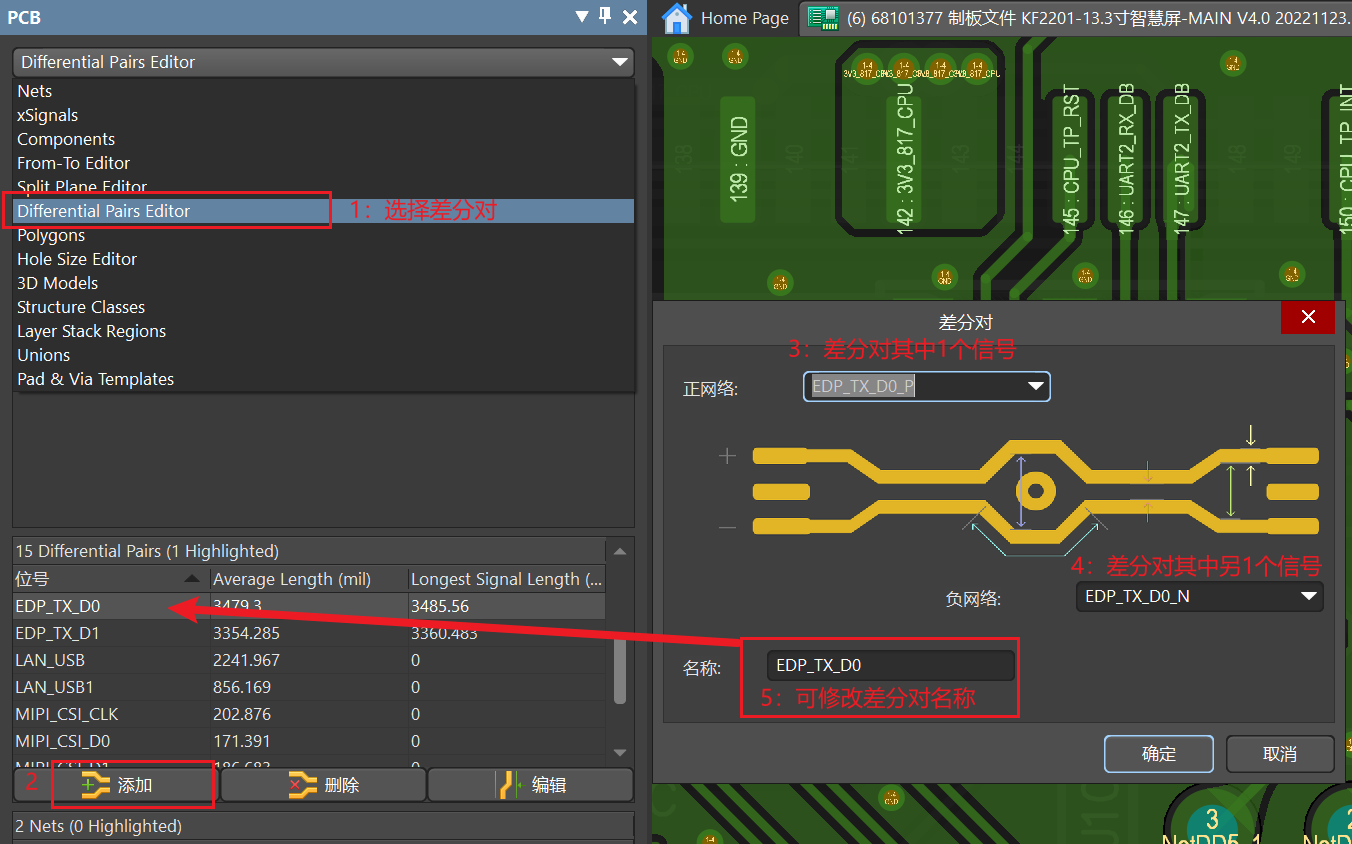 PCB
Home Page
(6) 68101377 制板文件 KF2201-13.3寸智慧屏-MAIN V4.0 20221123.
Differential Pairs Editor
Nets
xSignals
Components
From-To Editor
Split Plane Editor
Differential Pairs Editor
1：选择差分对
Polygons
Hole Size Editor
3D Models
Structure Classes
Layer Stack Regions
Unions
Pad & Via Templates
139 : GND
142 : 3V3_817_CPU
145 : CPU_TP_RST
146 : UART2_RX_DB
147 : UART2_TX_DB
150 : CPU_TP_INT
差分对
3：差分对其中1个信号
正网络:
EDP_TX_D0_P
4：差分对其中另1个信号
负网络:
EDP_TX_D0_N
名称:
EDP_TX_D0
5：可修改差分对名称
确定
取消
15 Differential Pairs (1 Highlighted)
位号 Average Length (mil) Longest Signal Length (...
EDP_TX_D0 3479.3 3485.56
EDP_TX_D1 3354.285 3360.483
LAN_USB 2241.967 0
LAN_USB1 856.169 0
MIPI_CSI_CLK 202.876 0
MIPI_CSI_D0 171.391 0
MIPI_CSI_D1 186.683 0
2 添加
删除
编辑
2 Nets (0 Highlighted)
3
NetDD5_1
2